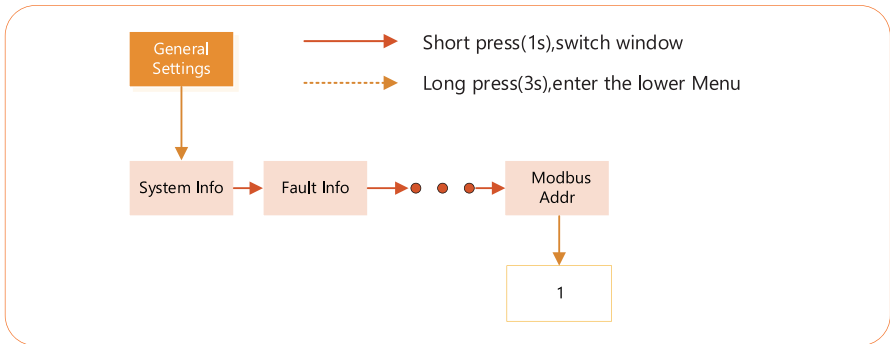 General
Settings
Short press(1s),switch window
Long press(3s),enter the lower Menu
System Info
Fault Info
Modbus
Addr
1